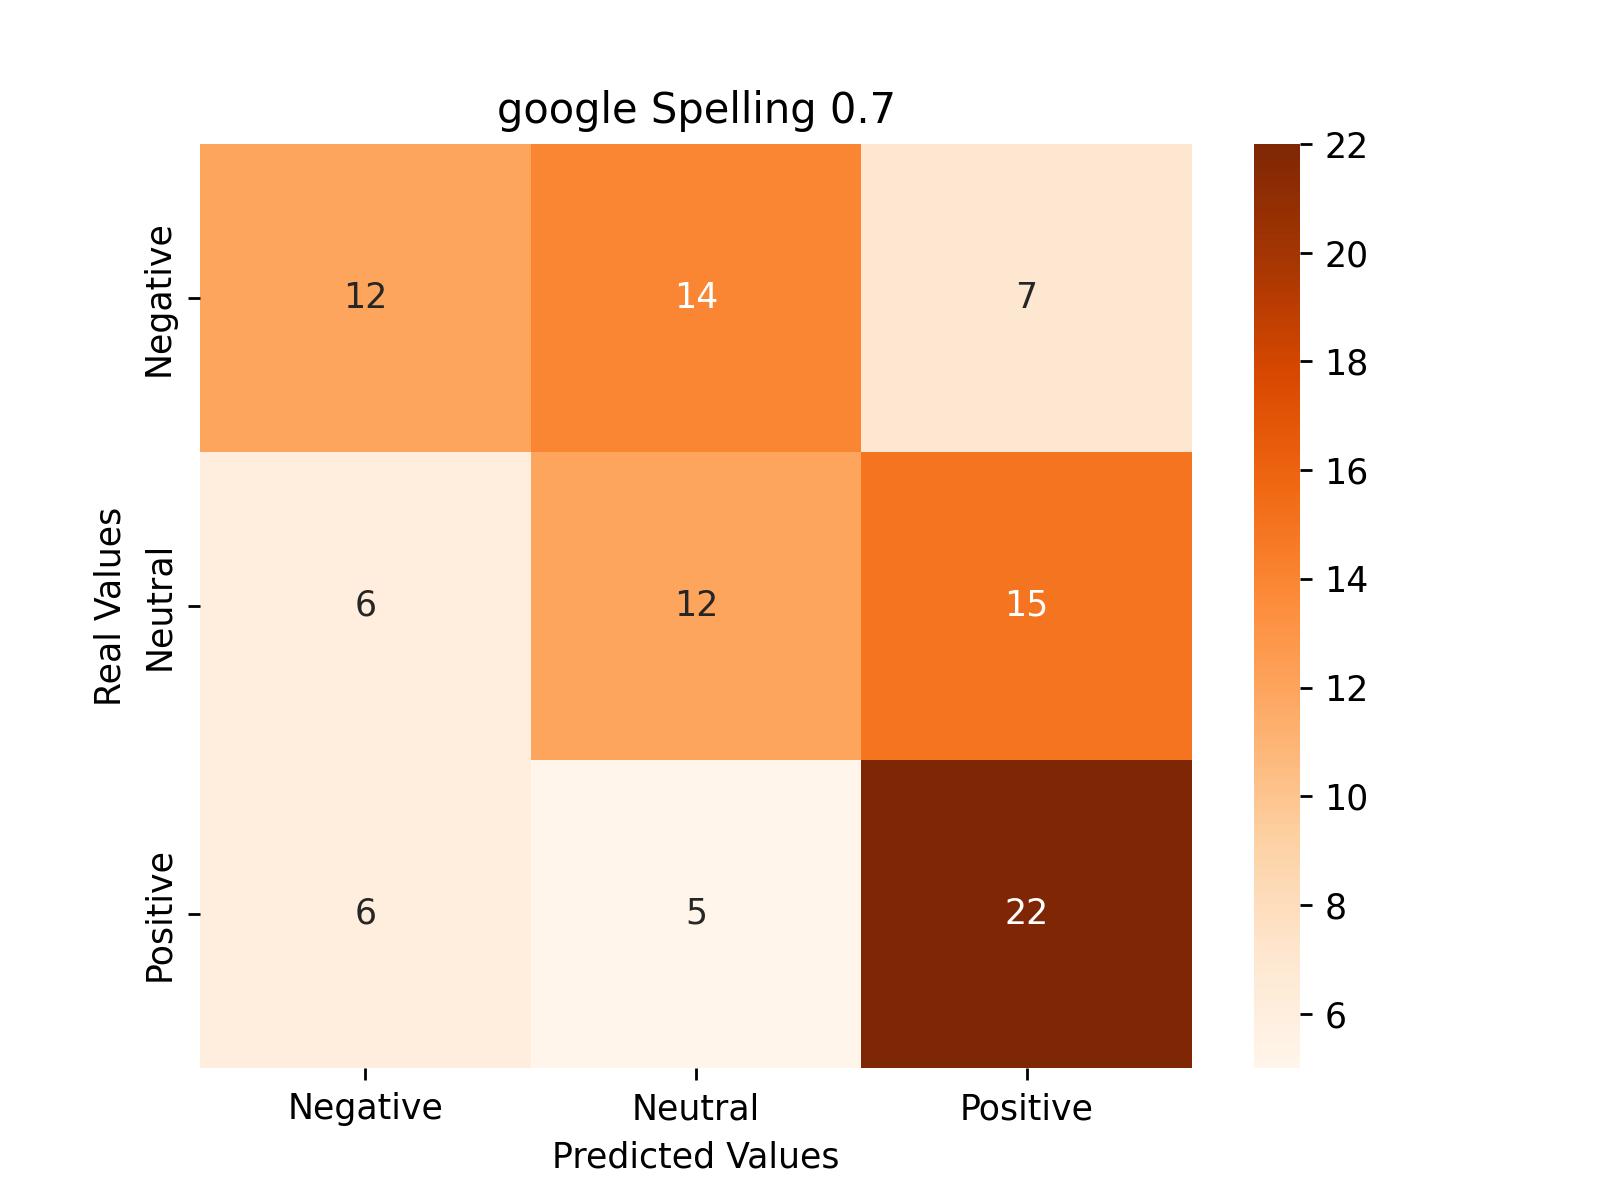 google Spelling 0.7
Real Values
Negative
12
14
7
Neutral
6
12
15
Positive
6
5
22
Negative
Neutral
Positive
Predicted Values
22
20
18
16
14
12
10
8
6